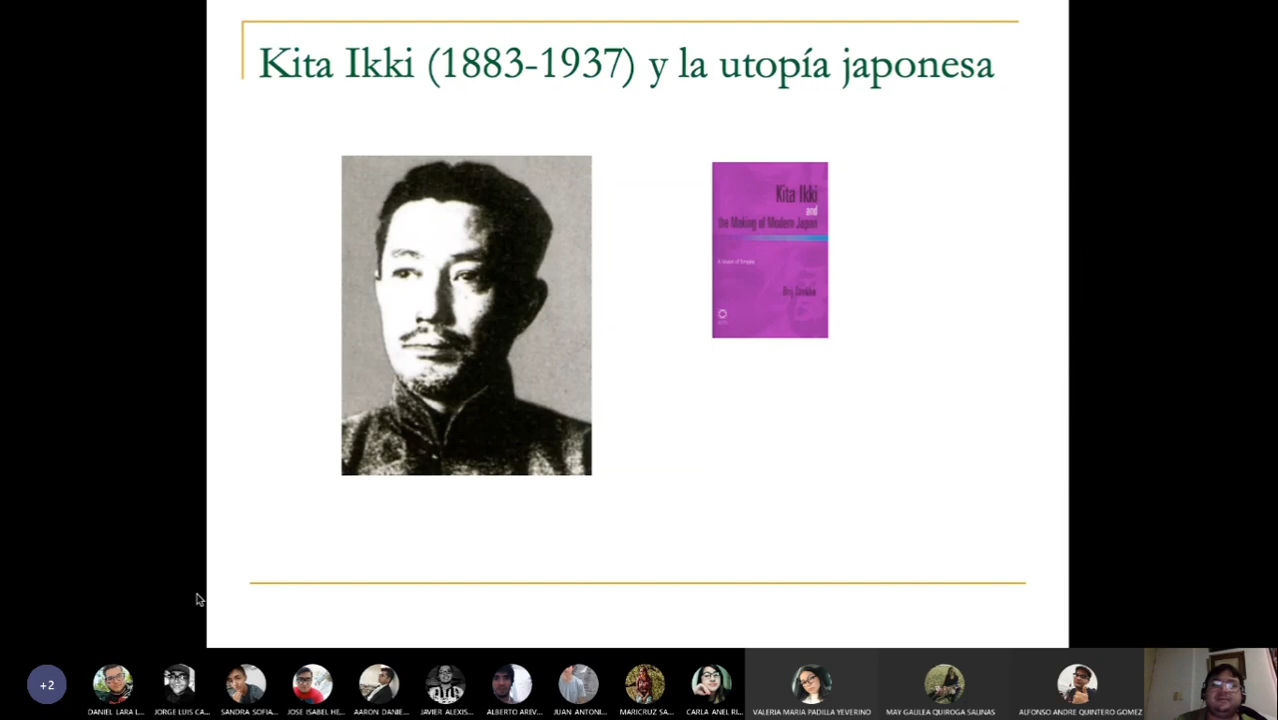 Kita Ikki (1883-1937) y la utopía japonesa
Kita Ikki
and
the Making of Modern Japan
+2
DANIEL LARA L...
JORGE LUIS CA...
SANDRA SOFIA...
JOSE ISABEL HE...
AARON DANIE...
JAVIER ALEXIS...
ALBERTO AREV...
JUAN ANTONI...
MARICRUZ SA...
CARLA ANEL RI...
VALERIA MARIA PADILLA YEVERINO
MAY GAULEA QUIROGA SALINAS
ALFONSO ANDRE QUINTERO GOMEZ